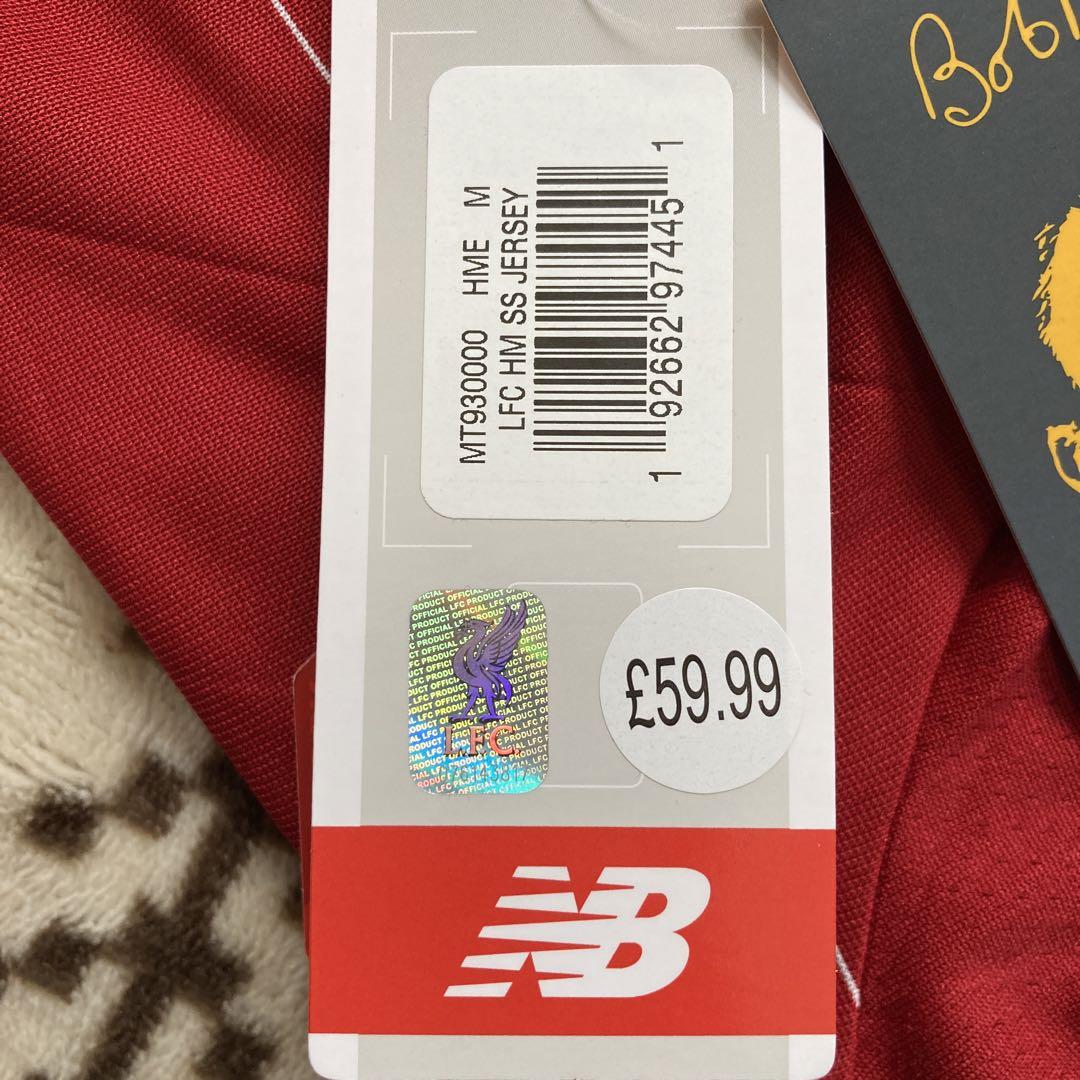 MT930000 HME M
LFC HM SS JERSEY
1 92662 97445 1
OFFICIAL LFC PRODUCT
LFC
£59.99
NB